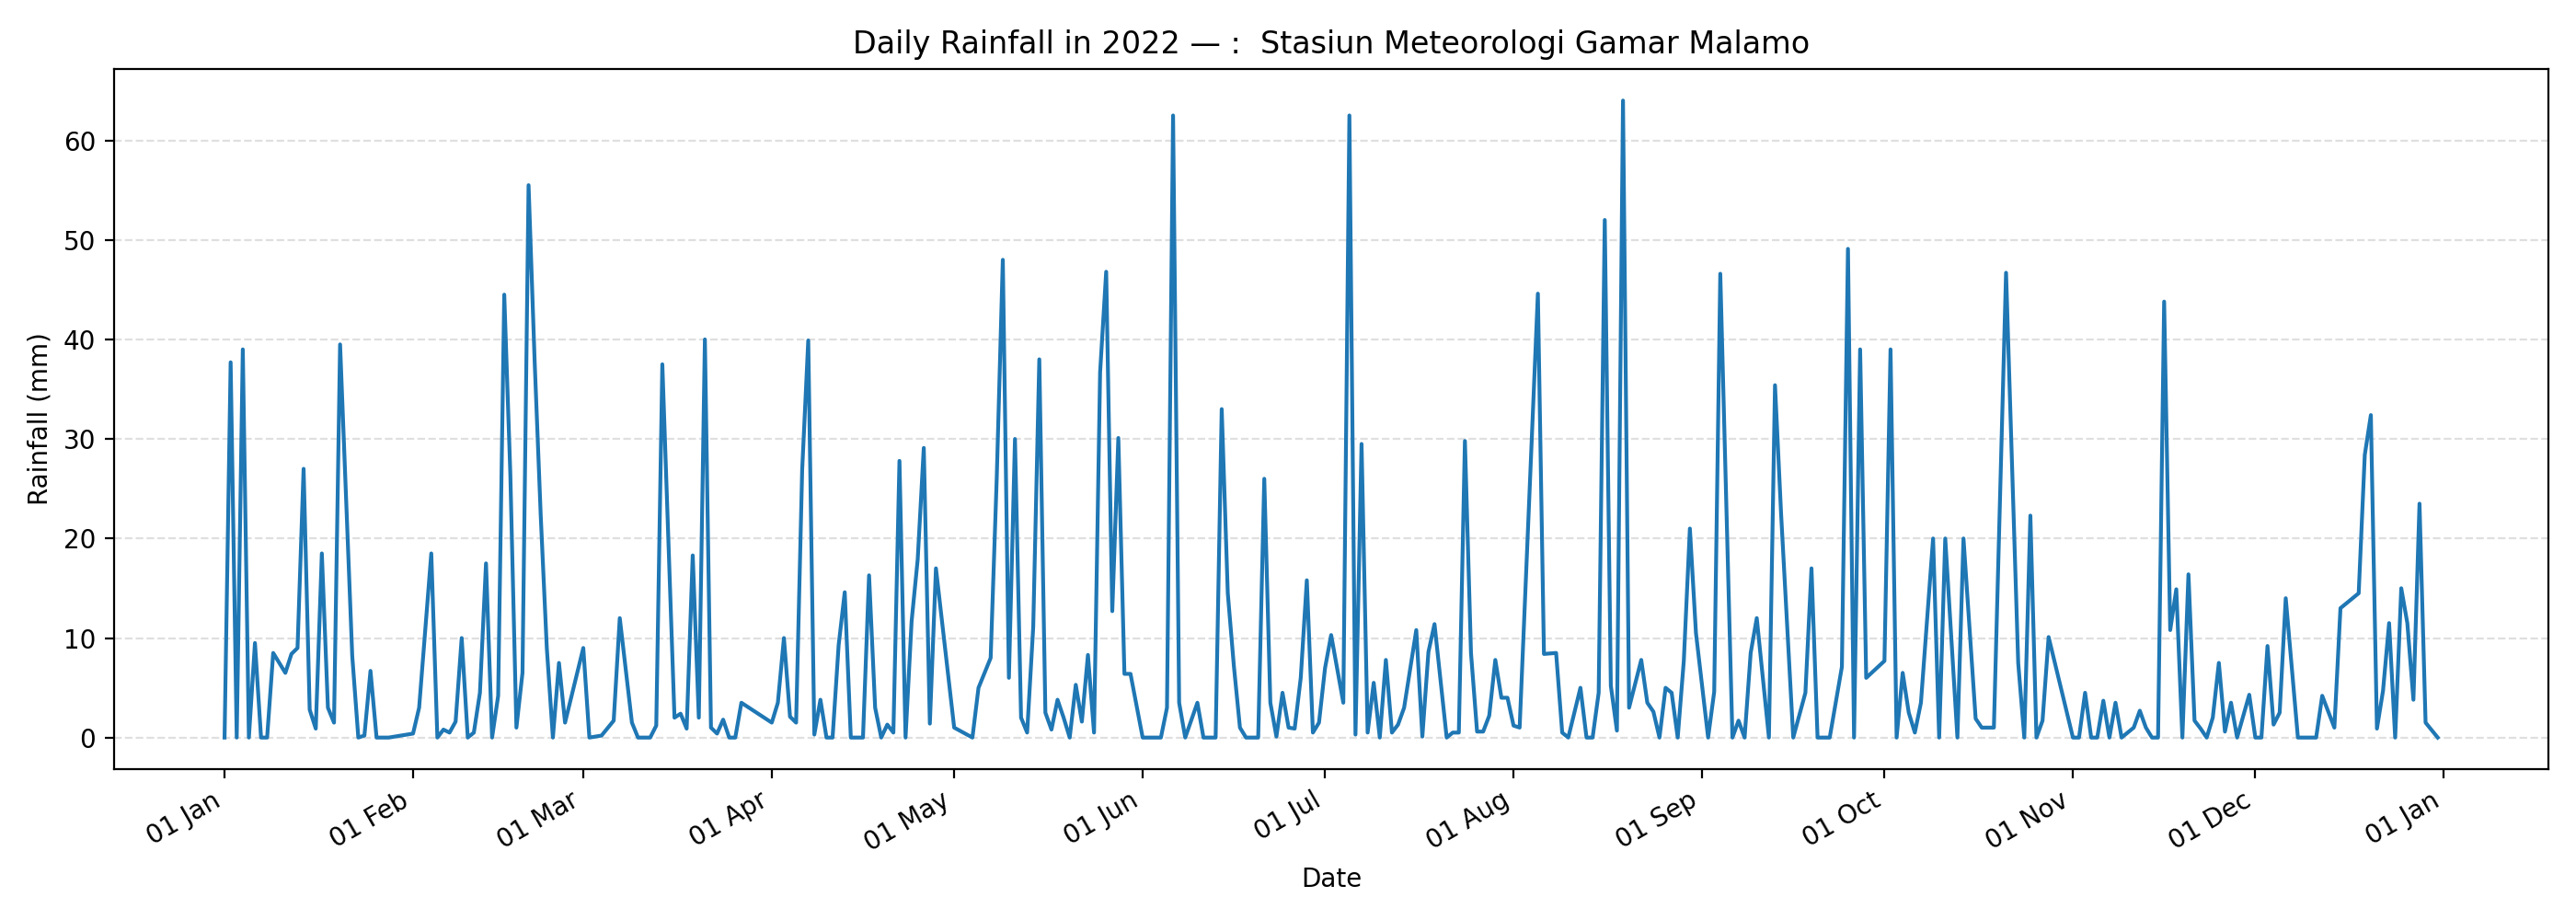 Daily Rainfall in 2022 — :  Stasiun Meteorologi Gamar Malamo
Rainfall (mm)
60
50
40
30
20
10
0
01 Jan
01 Feb
01 Mar
01 Apr
01 May
01 Jun
01 Jul
01 Aug
01 Sep
01 Oct
01 Nov
01 Dec
01 Jan
Date